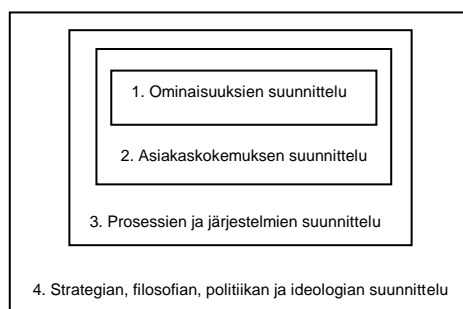 1. Ominaisuuksien suunnittelu
2. Asiakaskokemuksen suunnittelu
3. Prosessien ja järjestelmien suunnittelu
4. Strategian, filosofian, politiikan ja ideologian suunnittelu